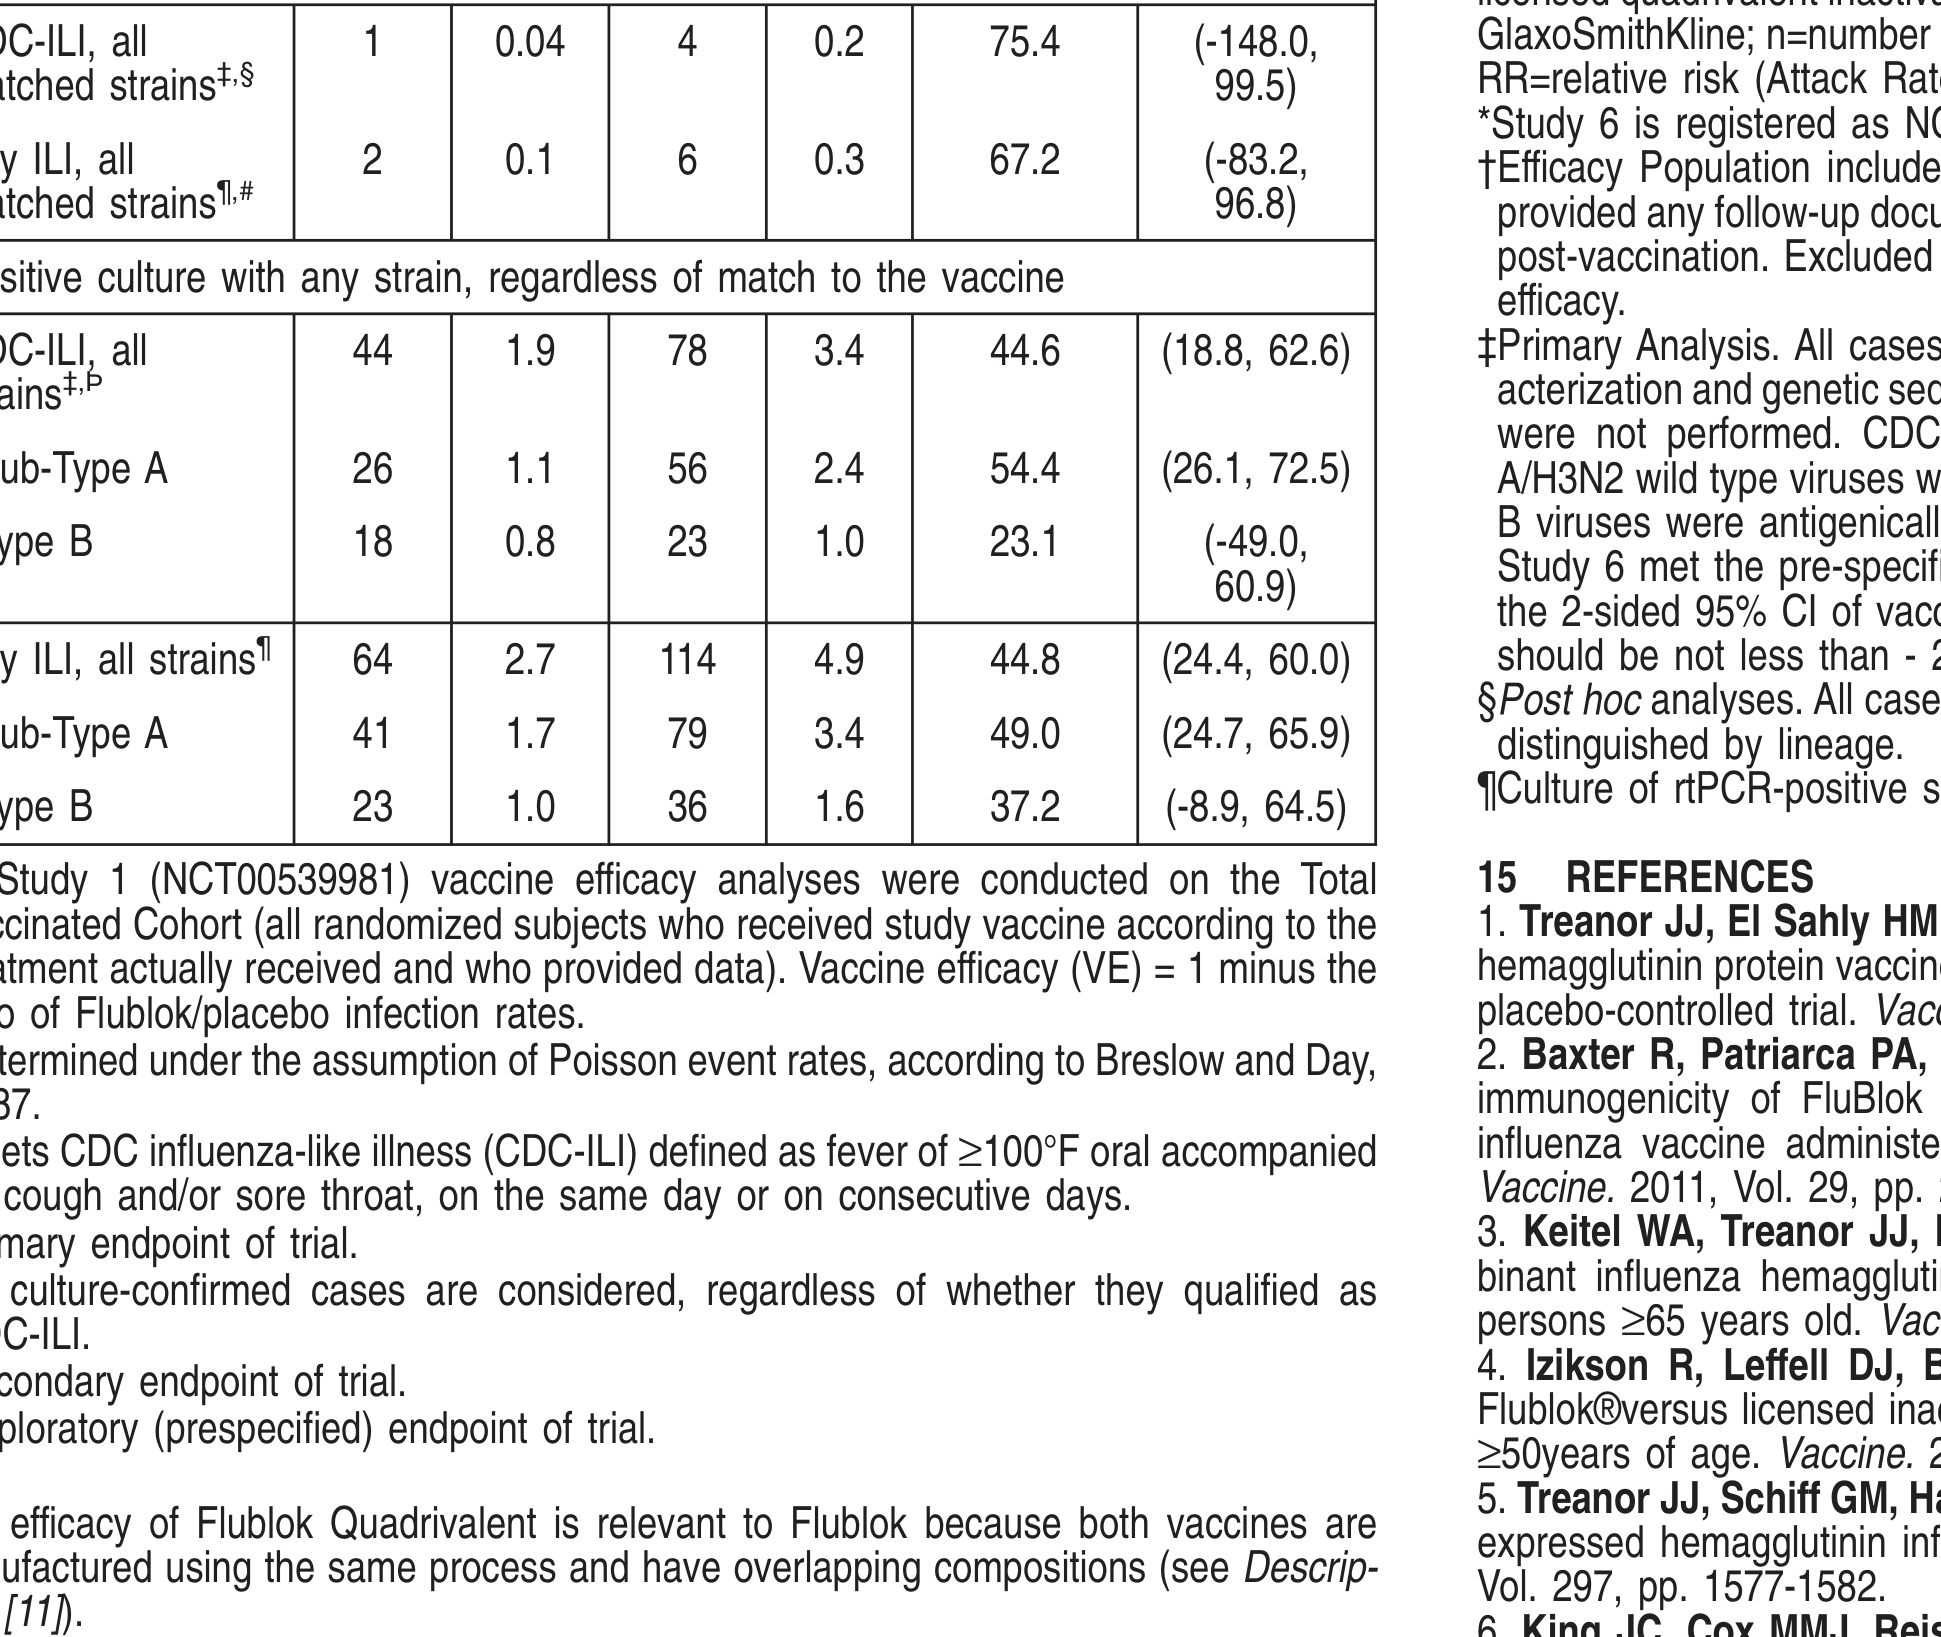 DC-ILI, all 1 0.04 4 0.2 75.4 (-148.0,
atched strains‡,§ 99.5)
y ILI, all 2 0.1 6 0.3 67.2 (-83.2,
atched strains¶,# 96.8)
sitive culture with any strain, regardless of match to the vaccine
DC-ILI, all 44 1.9 78 3.4 44.6 (18.8, 62.6)
ains‡,Þ
ub-Type A 26 1.1 56 2.4 54.4 (26.1, 72.5)
ype B 18 0.8 23 1.0 23.1 (-49.0,
60.9)
y ILI, all strains¶ 64 2.7 114 4.9 44.8 (24.4, 60.0)
ub-Type A 41 1.7 79 3.4 49.0 (24.7, 65.9)
ype B 23 1.0 36 1.6 37.2 (-8.9, 64.5)
Study 1 (NCT00539981) vaccine efficacy analyses were conducted on the Total
ccinated Cohort (all randomized subjects who received study vaccine according to the
atment actually received and who provided data). Vaccine efficacy (VE) = 1 minus the
o of Flublok/placebo infection rates.
termined under the assumption of Poisson event rates, according to Breslow and Day,
87.
ets CDC influenza-like illness (CDC-ILI) defined as fever of ≥100°F oral accompanied
cough and/or sore throat, on the same day or on consecutive days.
mary endpoint of trial.
culture-confirmed cases are considered, regardless of whether they qualified as
DC-ILI.
condary endpoint of trial.
ploratory (prespecified) endpoint of trial.
efficacy of Flublok Quadrivalent is relevant to Flublok because both vaccines are
ufactured using the same process and have overlapping compositions (see Descrip-
[11]).
licensed quadrivalent inactiva
GlaxoSmithKline; n=number
RR=relative risk (Attack Rat
*Study 6 is registered as NC
†Efficacy Population include
provided any follow-up docu
post-vaccination. Excluded
efficacy.
‡Primary Analysis. All cases
acterization and genetic seq
were not performed. CDC
A/H3N2 wild type viruses w
B viruses were antigenicall
Study 6 met the pre-specifi
the 2-sided 95% CI of vacc
should be not less than - 2
§Post hoc analyses. All case
distinguished by lineage.
¶Culture of rtPCR-positive s
15 REFERENCES
1. Treanor JJ, El Sahly HM
hemagglutinin protein vaccin
placebo-controlled trial. Vacc
2. Baxter R, Patriarca PA,
immunogenicity of FluBlok
influenza vaccine administe
Vaccine. 2011, Vol. 29, pp.
3. Keitel WA, Treanor JJ,
binant influenza hemaggluti
persons ≥65 years old. Vac
4. Izikson R, Leffell DJ, B
Flublok®versus licensed ina
≥50years of age. Vaccine. 2
5. Treanor JJ, Schiff GM, Ha
expressed hemagglutinin inf
Vol. 297, pp. 1577-1582.
6. King JC, Cox MMJ, Reis